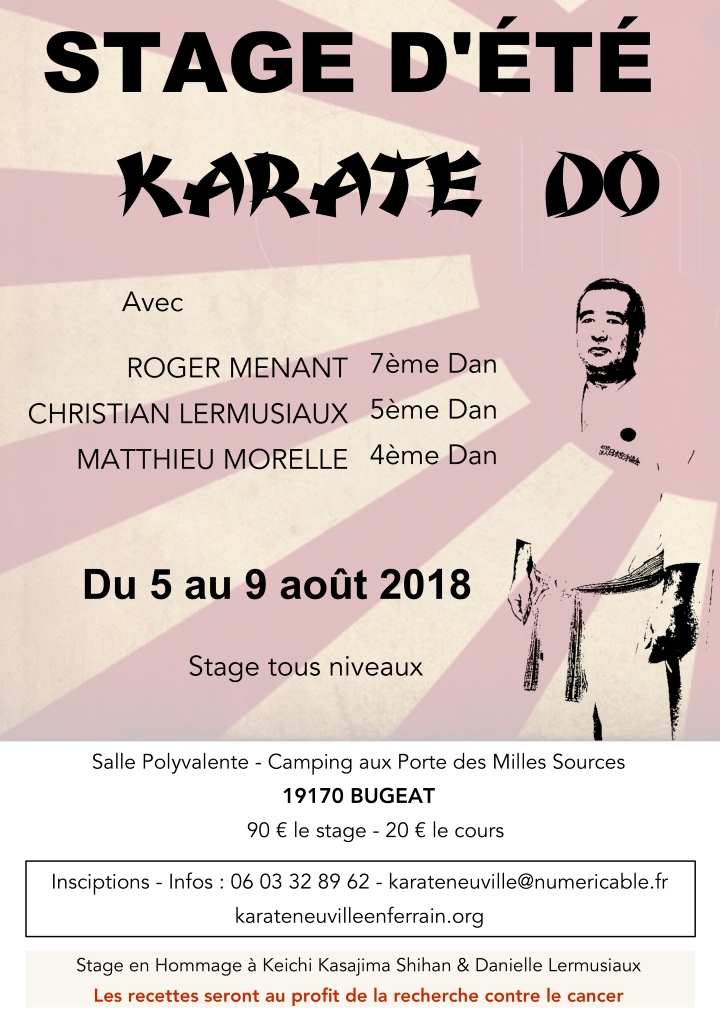 STAGE D'ÉTÉ
KARATE DO
Avec
ROGER MENANT 7ème Dan
CHRISTIAN LERMUSIAUX 5ème Dan
MATTHIEU MORELLE 4ème Dan
Du 5 au 9 août 2018
Stage tous niveaux
Salle Polyvalente - Camping aux Porte des Milles Sources
19170 BUGEAT
90 € le stage - 20 € le cours
Insciptions - Infos : 06 03 32 89 62 - karateneuville@numericable.fr
karateneuvilleenferrain.org
Stage en Hommage à Keichi Kasajima Shihan & Danielle Lermusiaux
Les recettes seront au profit de la recherche contre le cancer